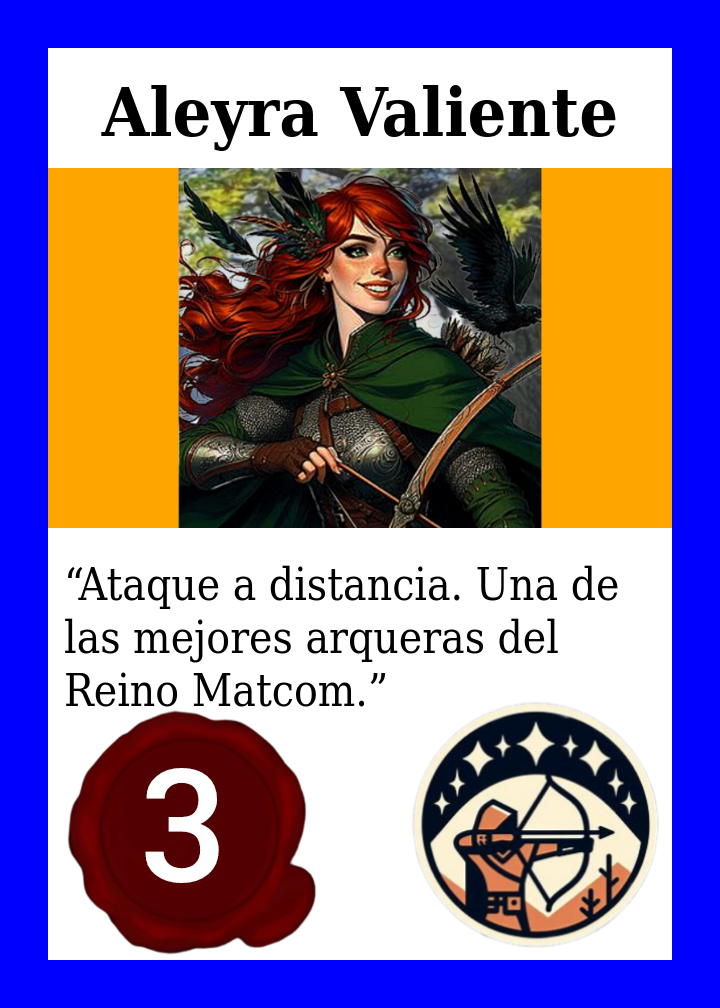 Aleyra Valiente
“Ataque a distancia. Una de
las mejores arqueras del
Reino Matcom.”
3